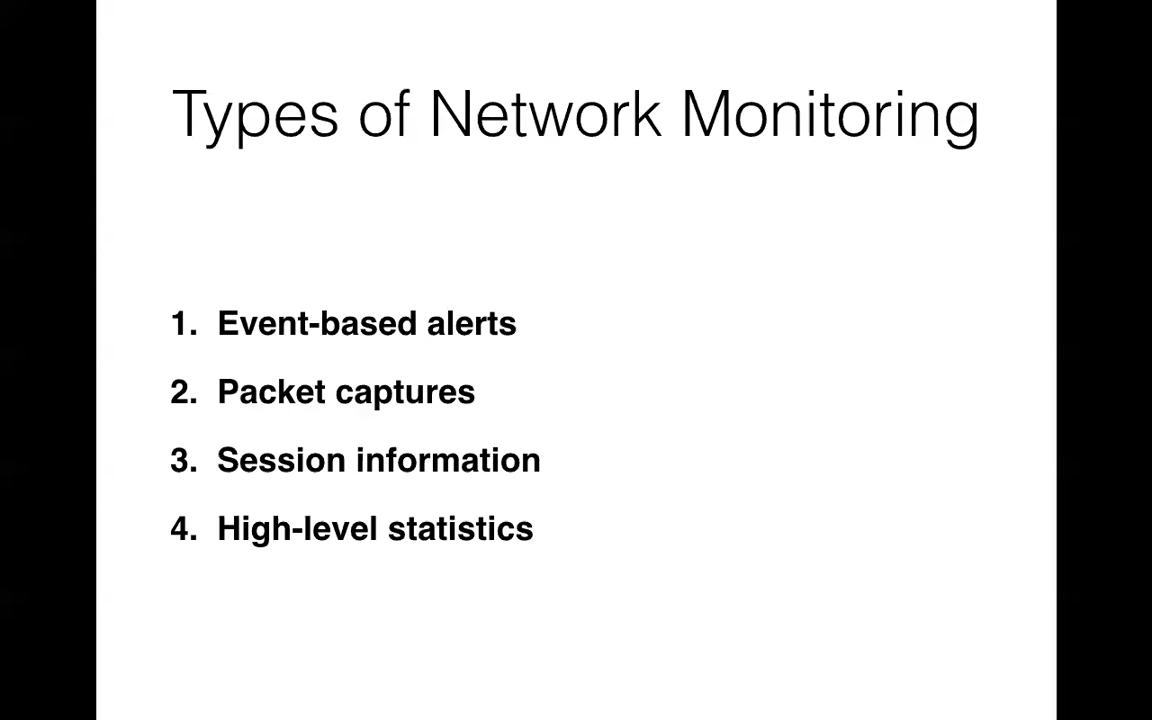 Types of Network Monitoring
1. Event-based alerts
2. Packet captures
3. Session information
4. High-level statistics